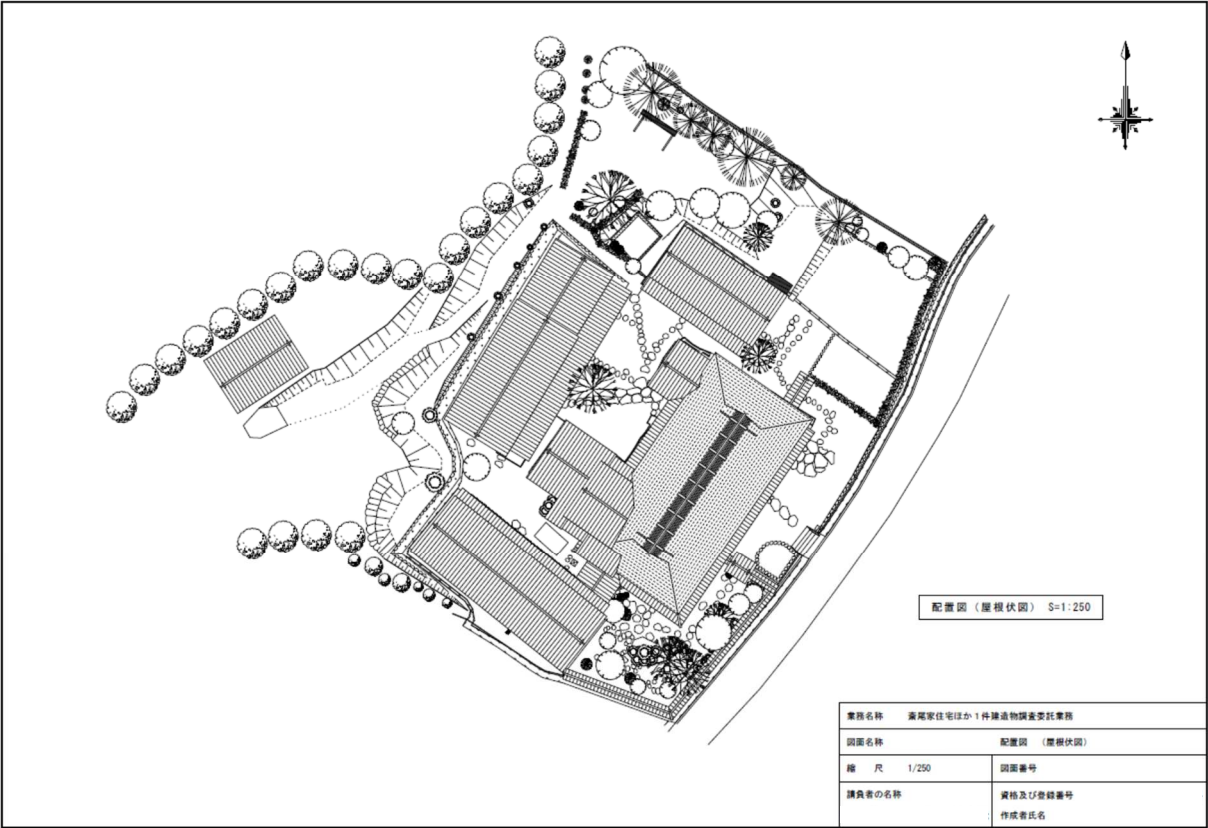 配置図（屋根伏図） S=1:250
業務名称 斎尾家住宅ほか１件建造物調査委託業務
図面名称 配置図 （屋根伏図）
縮 尺 1/250 図面番号
請負者の名称 資格及び登録番号
作成者氏名